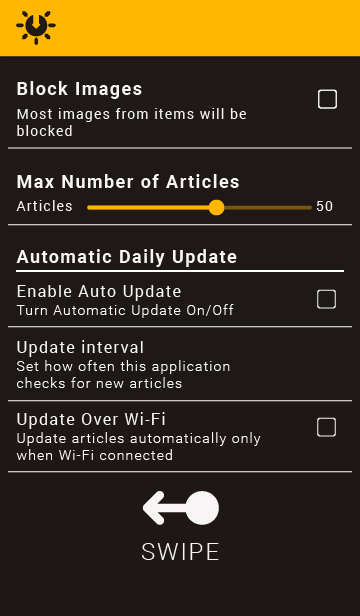 Block Images
Most images from items will be
blocked
Max Number of Articles
Articles 50
Automatic Daily Update
Enable Auto Update
Turn Automatic Update On/Off
Update interval
Set how often this application
checks for new articles
Update Over Wi-Fi
Update articles automatically only
when Wi-Fi connected
SWIPE